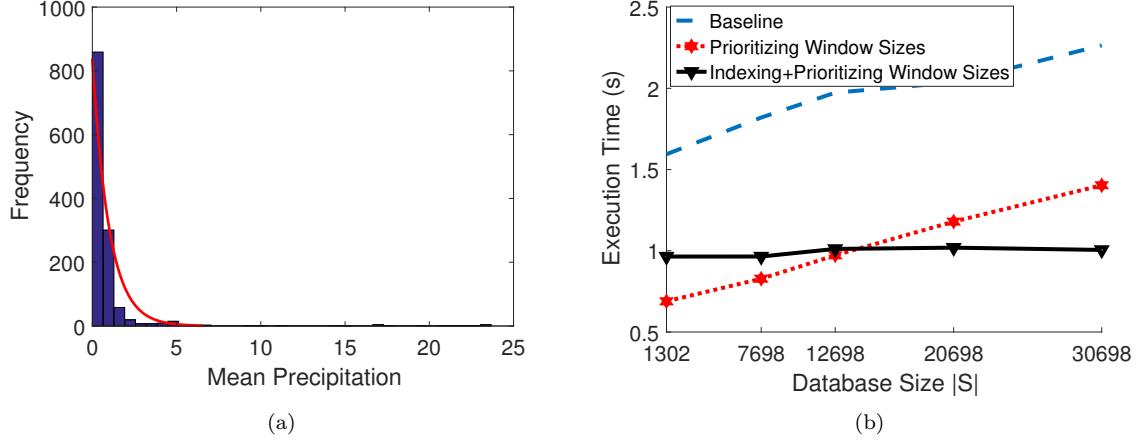 1000
800
600
400
200
0
Frequency
0 5 10 15 20 25
Mean Precipitation
(a)
2.5
2
1.5
1
0.5
Execution Time (s)
Baseline
Prioritizing Window Sizes
Indexing+Prioritizing Window Sizes
1302 7698 12698 20698 30698
Database Size |S|
(b)